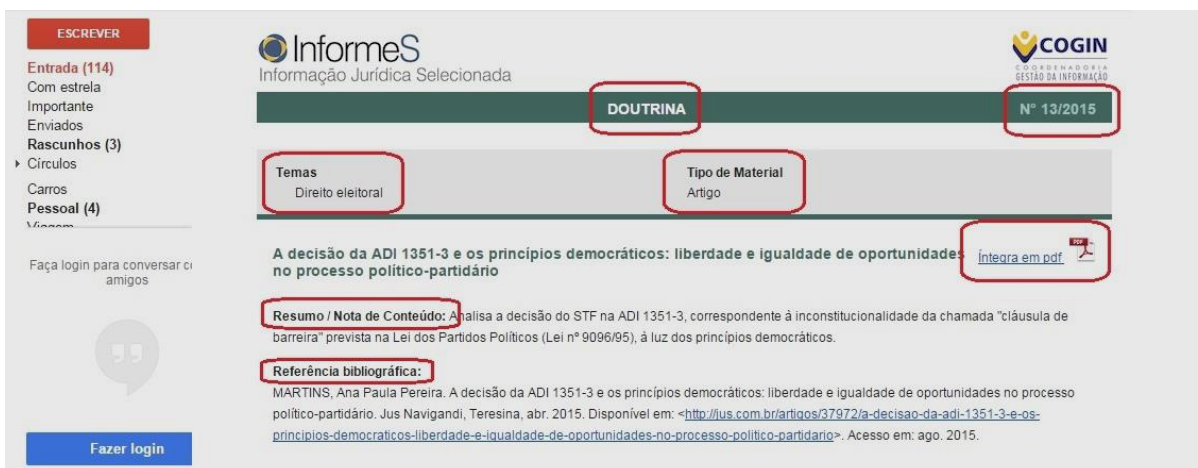 ESCREVER
Entrada (114)
Com estrela
Importante
Enviados
Rascunhos (3)
Círculos
Carros
Pessoal (4)
Viagem
Faça login para conversar co
amigos
Fazer login
InformeS
Informação Jurídica Selecionada
COGIN
COORDENADORIA
GESTÃO DA INFORMAÇÃO
DOUTRINA
N° 13/2015
Temas
Direito eleitoral
Tipo de Material
Artigo
A decisão da ADI 1351-3 e os princípios democráticos: liberdade e igualdade de oportunidades
no processo político-partidário
Íntegra em pdf
PDF
Resumo / Nota de Conteúdo: Analisa a decisão do STF na ADI 1351-3, correspondente à inconstitucionalidade da chamada "cláusula de
barreira" prevista na Lei dos Partidos Políticos (Lei nº 9096/95), à luz dos princípios democráticos.
Referência bibliográfica:
MARTINS, Ana Paula Pereira. A decisão da ADI 1351-3 e os princípios democráticos: liberdade e igualdade de oportunidades no processo
político-partidário. Jus Navigandi, Teresina, abr. 2015. Disponível em: <http://jus.com.br/artigos/37972/a-decisao-da-adi-1351-3-e-os-
principios-democraticos-liberdade-e-igualdade-de-oportunidades-no-processo-politico-partidario>. Acesso em: ago. 2015.